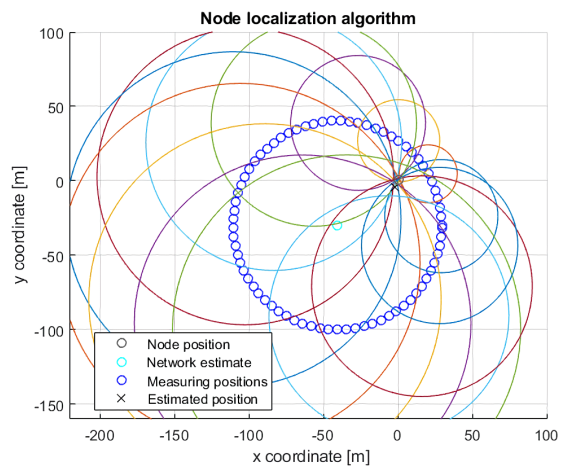 Node localization algorithm
100
50
0
-50
-100
-150
y coordinate [m]
Node position
Network estimate
Measuring positions
Estimated position
-200 -150 -100 -50 0 50 100
x coordinate [m]